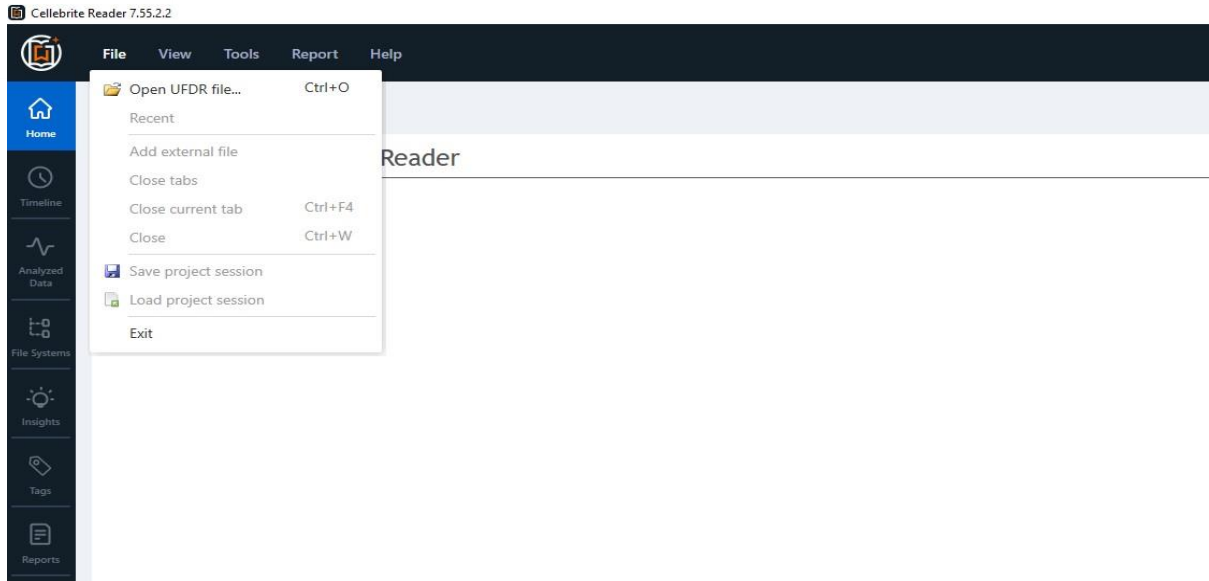 Cellebrite Reader 7.55.2.2
File View Tools Report Help
Open UFDR file... Ctrl+O
Recent
Add external file
Close tabs
Close current tab Ctrl+F4
Close Ctrl+W
Save project session
Load project session
Exit
Reader
Home
Timeline
Analyzed
Data
File Systems
Insights
Tags
Reports